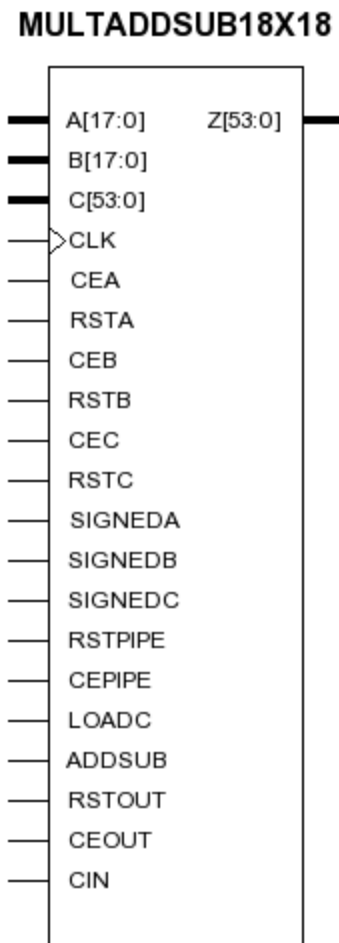 MULTADDSUB18X18
A[17:0] Z[53:0]
B[17:0]
C[53:0]
CLK
CEA
RSTA
CEB
RSTB
CEC
RSTC
SIGNEDA
SIGNEDB
SIGNEDC
RSTPIPE
CEPIPE
LOADC
ADDSUB
RSTOUT
CEOUT
CIN